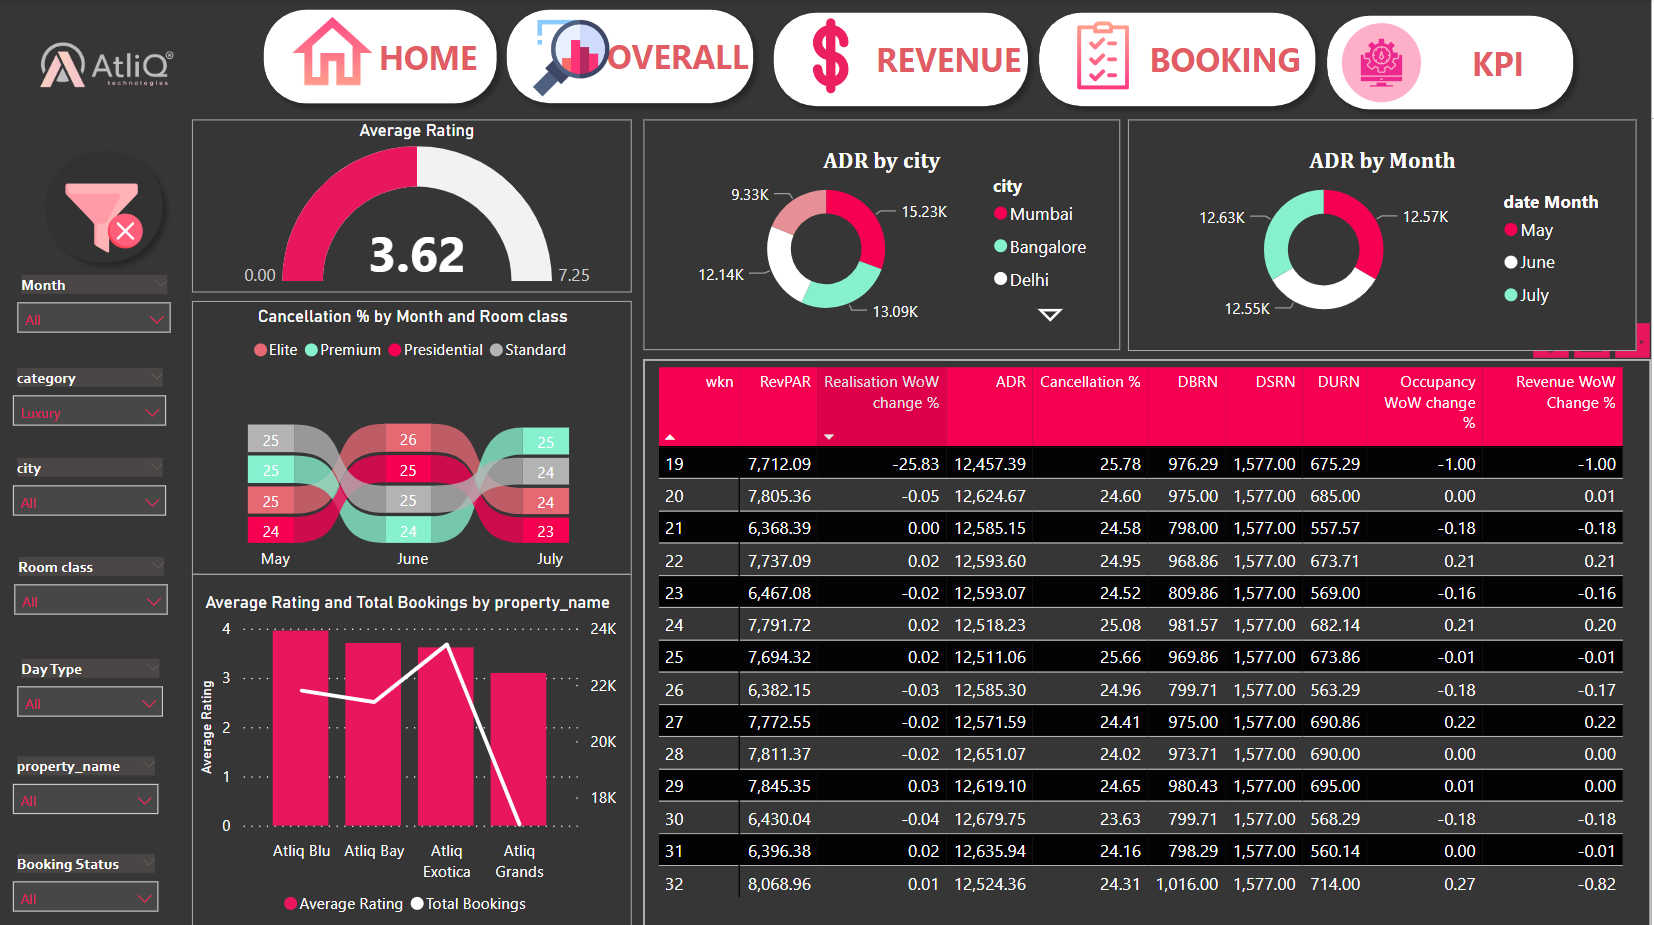 AtliQ
technologies
HOME
OVERALL
REVENUE
BOOKING
KPI
Month
All
category
Luxury
city
All
Room class
All
Day Type
All
property_name
All
Booking Status
All
Average Rating
3.62
0.00
7.25
Cancellation % by Month and Room class
Elite Premium Presidential Standard
25 26 25
25 25 24
25 25 24
24 24 23
May June July
Average Rating and Total Bookings by property_name
Average Rating
4
3
2
1
0
24K
22K
20K
18K
Atliq Blu Atliq Bay Atliq Exotica Atliq Grands
Average Rating Total Bookings
ADR by city
9.33K
15.23K
12.14K
13.09K
city
Mumbai
Bangalore
Delhi
ADR by Month
12.63K
12.57K
12.55K
date Month
May
June
July
wkn RevPAR Realisation WoW change % ADR Cancellation % DBRN DSRN DURN Occupancy WoW change % Revenue WoW Change %
19 7,712.09 -25.83 12,457.39 25.78 976.29 1,577.00 675.29 -1.00 -1.00
20 7,805.36 -0.05 12,624.67 24.60 975.00 1,577.00 685.00 0.00 0.01
21 6,368.39 0.00 12,585.15 24.58 798.00 1,577.00 557.57 -0.18 -0.18
22 7,737.09 0.02 12,593.60 24.95 968.86 1,577.00 673.71 0.21 0.21
23 6,467.08 -0.02 12,593.07 24.52 809.86 1,577.00 569.00 -0.16 -0.16
24 7,791.72 0.02 12,518.23 25.08 981.57 1,577.00 682.14 0.21 0.20
25 7,694.32 0.02 12,511.06 25.66 969.86 1,577.00 673.86 -0.01 -0.01
26 6,382.15 -0.03 12,585.30 24.96 799.71 1,577.00 563.29 -0.18 -0.17
27 7,772.55 -0.02 12,571.59 24.41 975.00 1,577.00 690.86 0.22 0.22
28 7,811.37 -0.02 12,651.07 24.02 973.71 1,577.00 690.00 0.00 0.00
29 7,845.35 0.03 12,619.10 24.65 980.43 1,577.00 695.00 0.01 0.00
30 6,430.04 -0.04 12,679.75 23.63 799.71 1,577.00 568.29 -0.18 -0.18
31 6,396.38 0.02 12,635.94 24.16 798.29 1,577.00 560.14 0.00 -0.01
32 8,068.96 0.01 12,524.36 24.31 1,016.00 1,577.00 714.00 0.27 -0.82